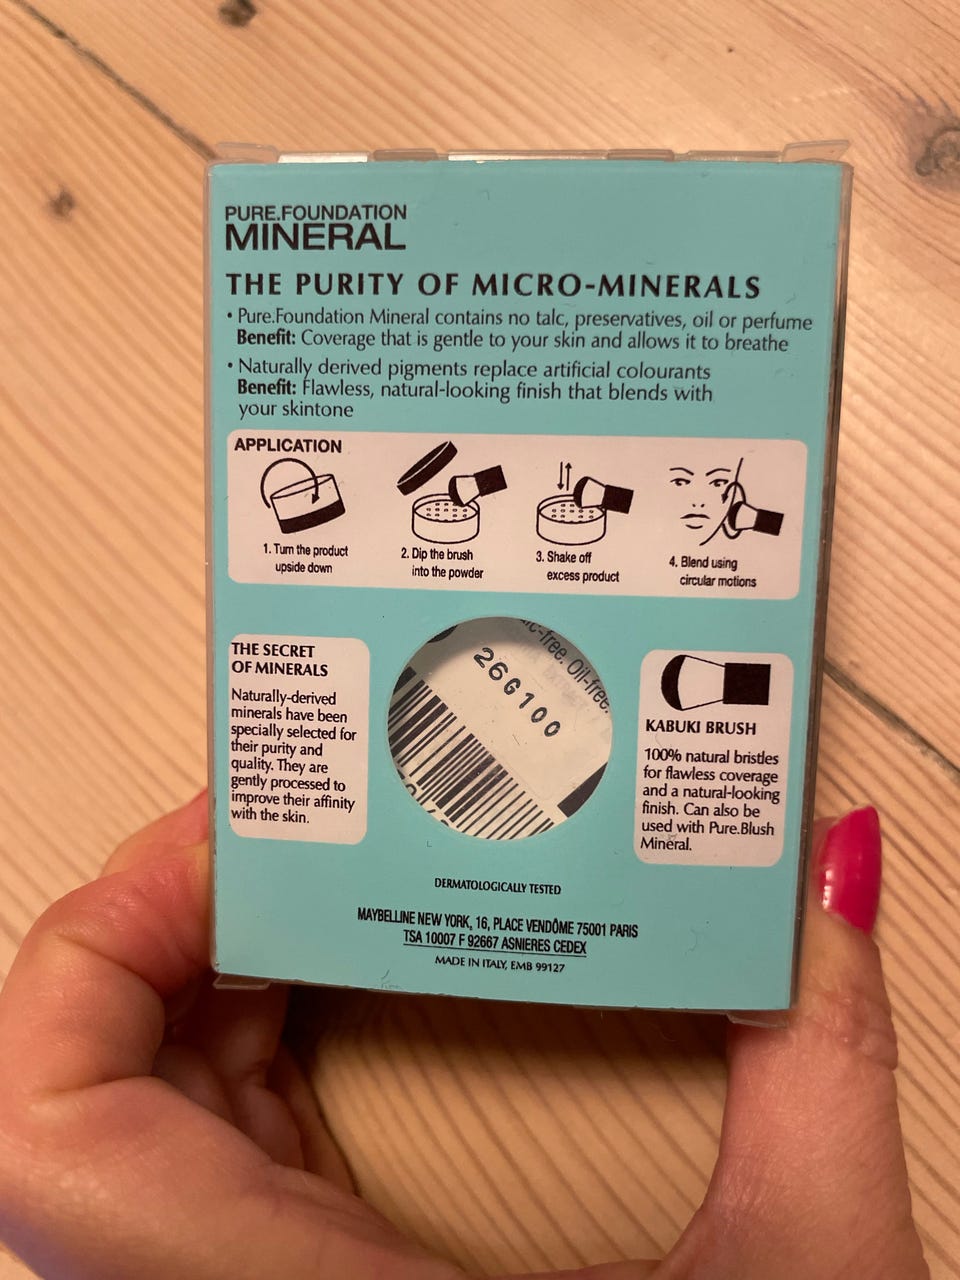 PURE.FOUNDATION
MINERAL
THE PURITY OF MICRO-MINERALS
• Pure.Foundation Mineral contains no talc, preservatives, oil or perfume
Benefit: Coverage that is gentle to your skin and allows it to breathe
• Naturally derived pigments replace artificial colourants
Benefit: Flawless, natural-looking finish that blends with
your skintone
APPLICATION
1. Turn the product
upside down
2. Dip the brush
into the powder
3. Shake off
excess product
4. Blend using
circular motions
THE SECRET
OF MINERALS
Naturally-derived
minerals have been
specially selected for
their purity and
quality. They are
gently processed to
improve their affinity
with the skin.
-free. Oil-free.
266100
KABUKI BRUSH
100% natural bristles
for flawless coverage
and a natural-looking
finish. Can also be
used with Pure.Blush
Mineral.
DERMATOLOGICALLY TESTED
MAYBELLINE NEW YORK, 16, PLACE VENDÔME 75001 PARIS
TSA 10007 F 92667 ASNIERES CEDEX
MADE IN ITALY, EMB 99127